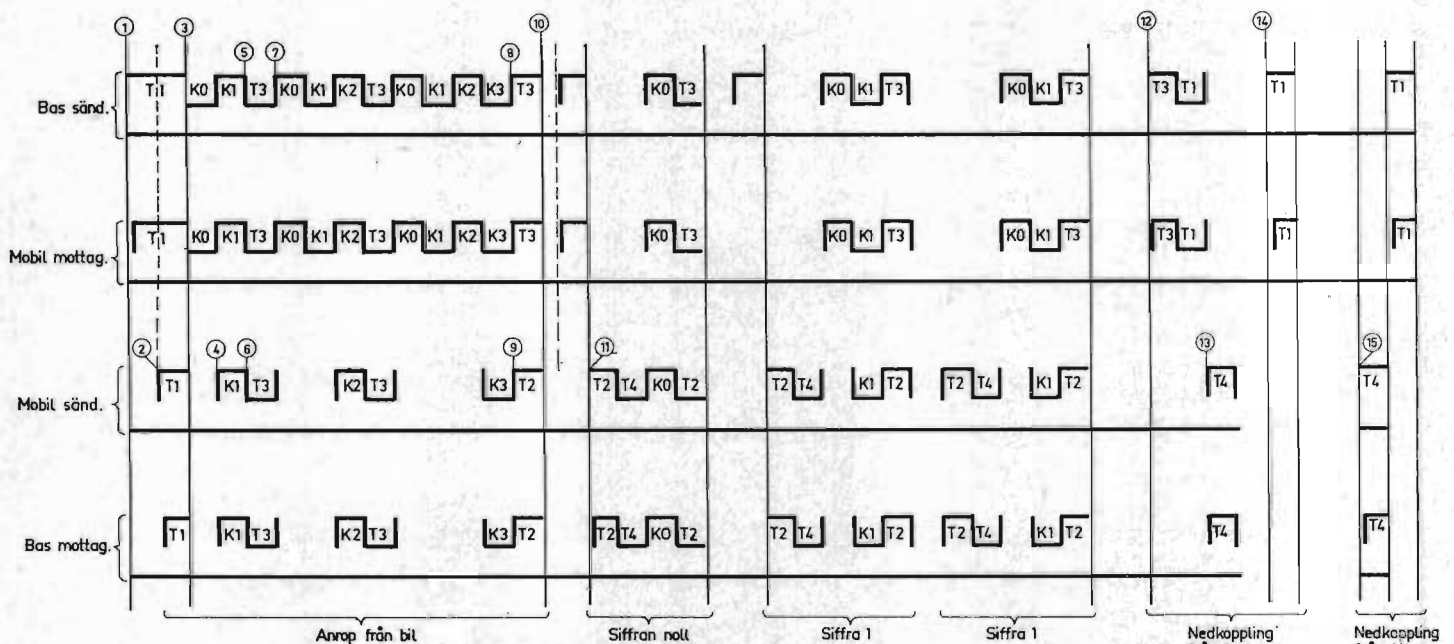 1 3 5 7 8 10 12 14
Bas sänd. T1 K0 K1 T3 K0 K1 K2 T3 K0 K1 K2 K3 T3 K0 T3 K0 K1 T3 K0 K1 T3 T3 T1 T1 T1
Mobil mottag. T1 K0 K1 T3 K0 K1 K2 T3 K0 K1 K2 K3 T3 K0 T3 K0 K1 T3 K0 K1 T3 T3 T1 T1 T1
2 4 6 9 11 13 15
Mobil sänd. T1 K1 T3 K2 T3 K3 T2 T2 T4 K0 T2 T2 T4 K1 T2 T2 T4 K1 T2 T4 T4
Bas mottag. T1 K1 T3 K2 T3 K3 T2 T2 T4 K0 T2 T2 T4 K1 T2 T2 T4 K1 T2 T4 T4
Anrop från bil Siffran noll Siffra 1 Siffra 1 Nedkoppling Nedkoppling